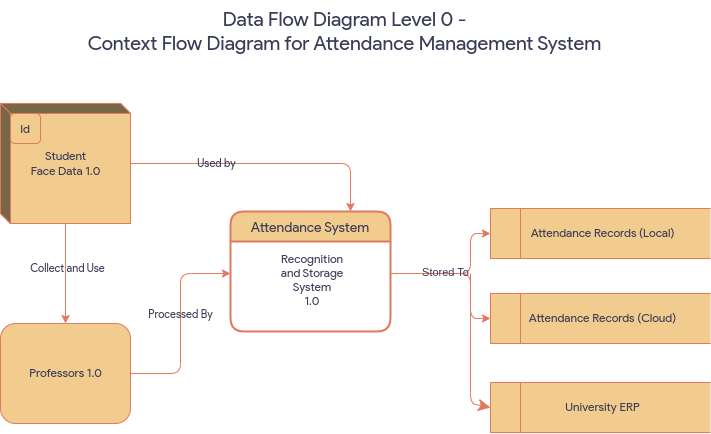 Data Flow Diagram Level 0 -
Context Flow Diagram for Attendance Management System
Id
Student
Face Data 1.0
Used by
Attendance System
Recognition
and Storage
System
1.0
Attendance Records (Local)
Collect and Use
Stored To
Processed By
Attendance Records (Cloud)
Professors 1.0
University ERP